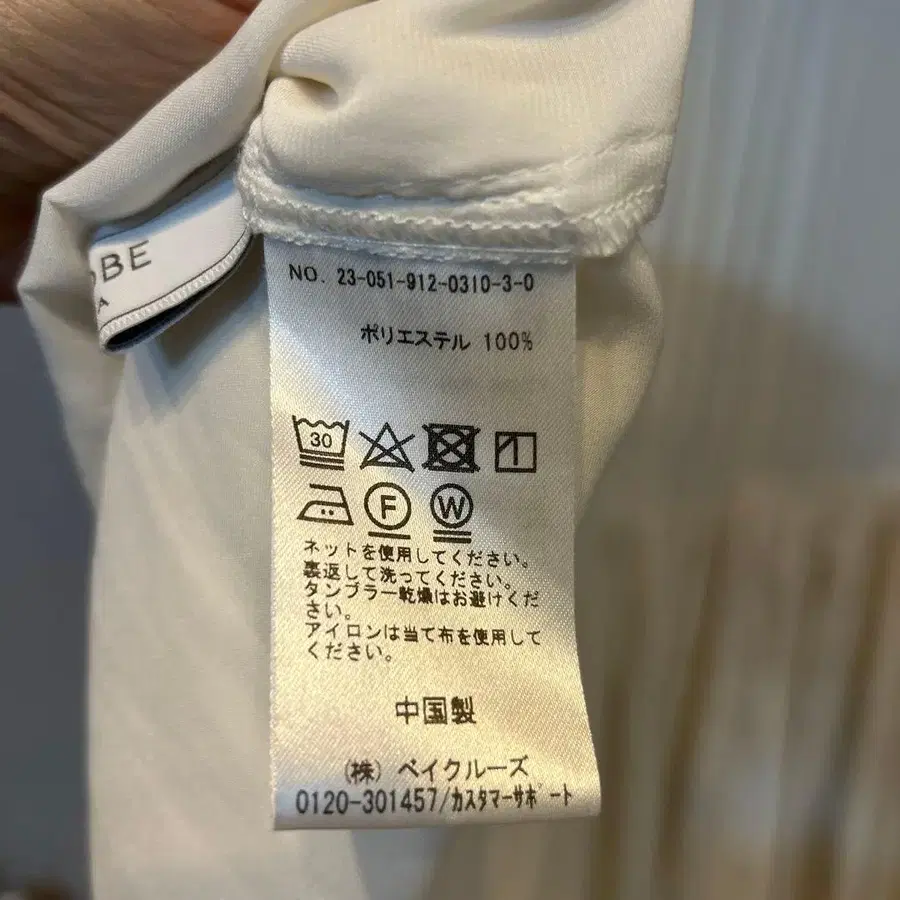 OBE
A
NO. 23-051-912-0310-3-0
ポリエステル 100%
30
F
W
ネットを使用してください。
裏返して洗ってください。
タンブラー乾燥はお避けくだ
さい。
アイロンは当て布を使用して
ください。
中国製
(株) ベイクルーズ
0120-301457/カスタマーサポート